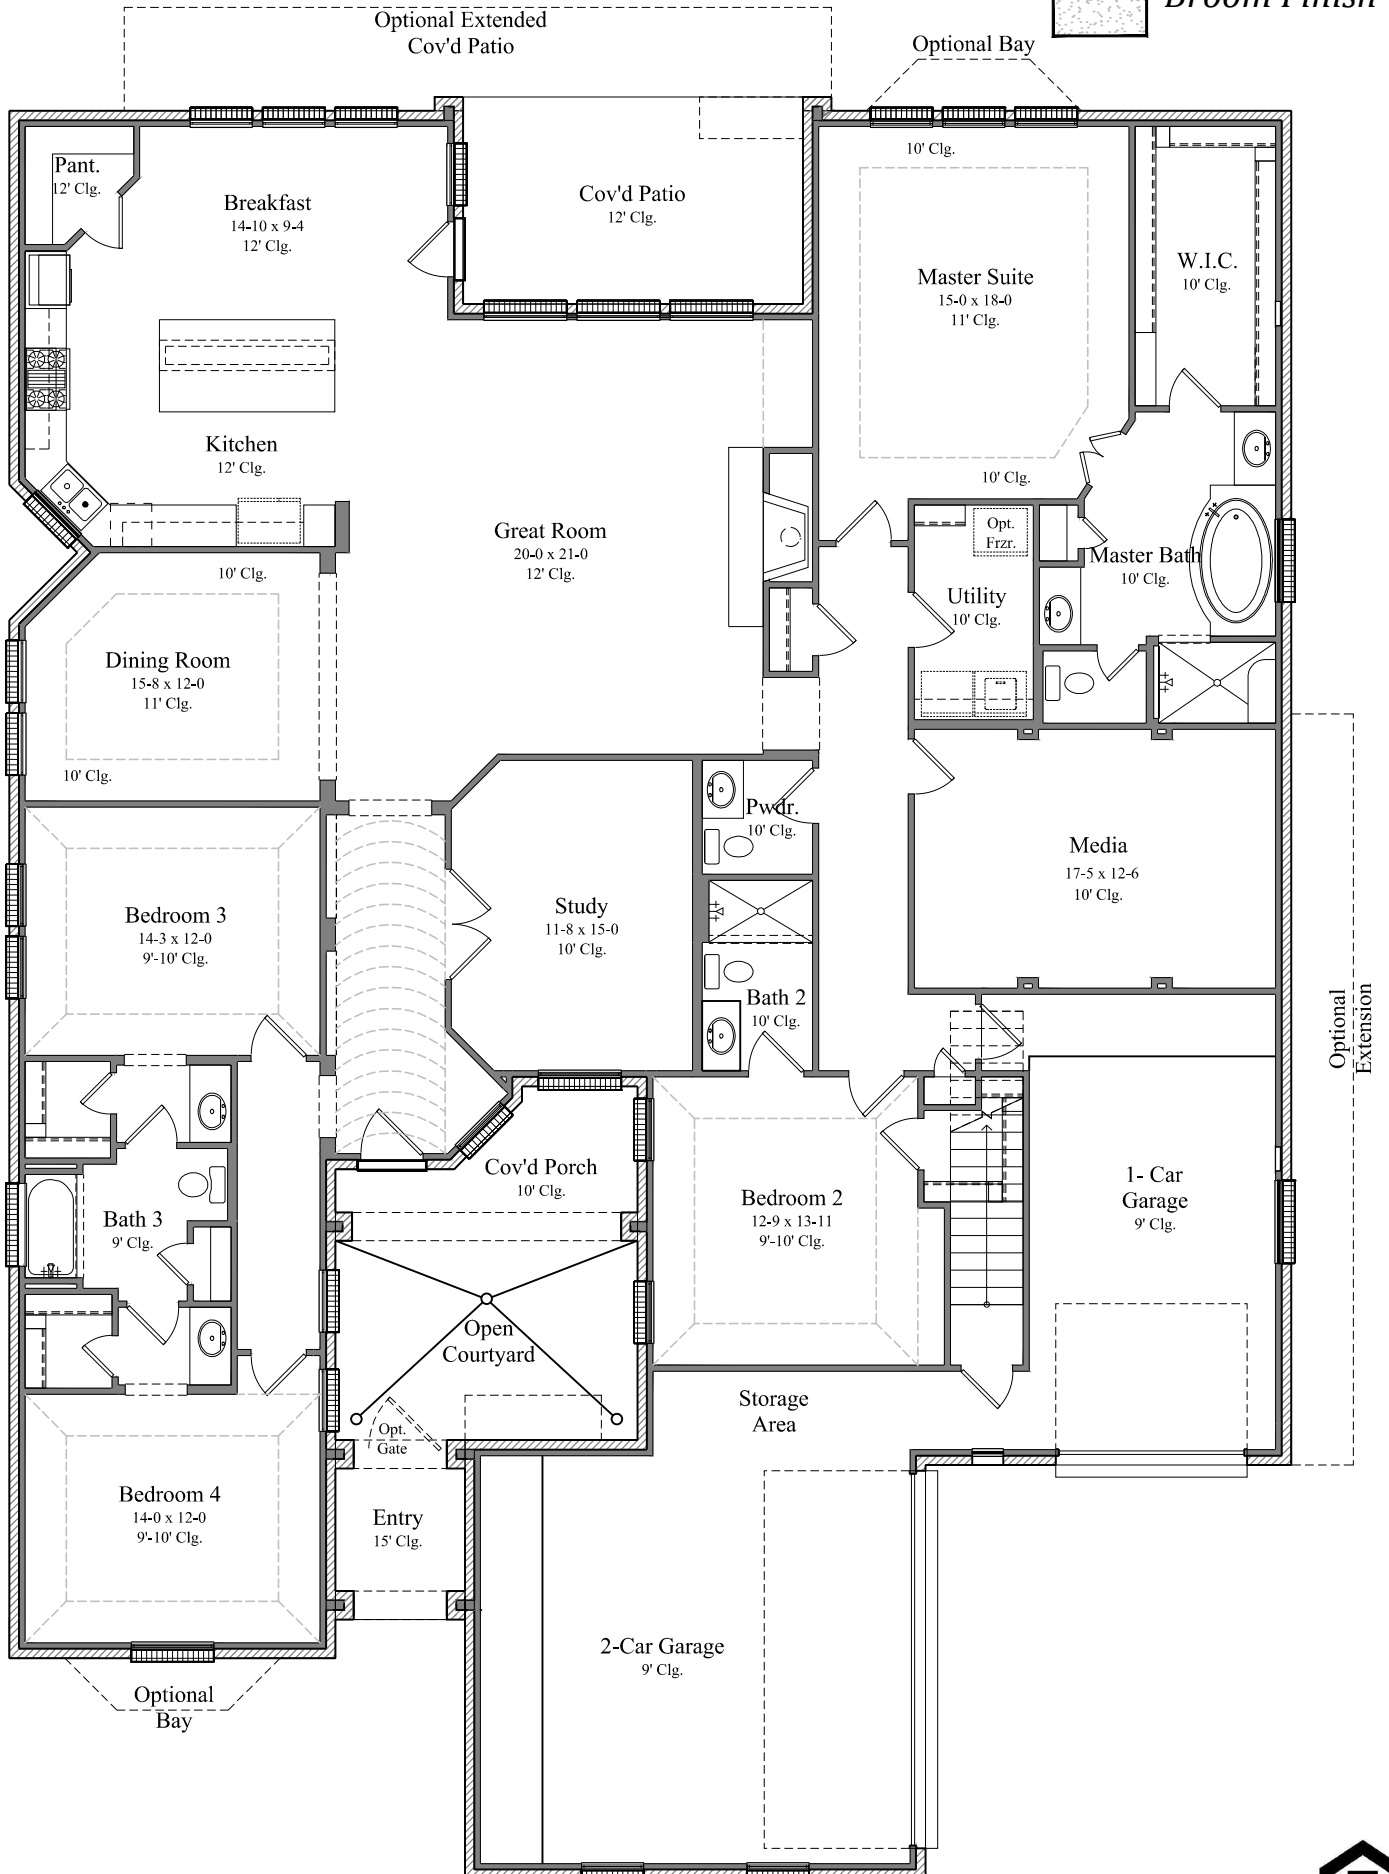 Broom Finish
Optional Extended
Cov'd Patio
Optional Bay
Pant.
12' Clg.
Breakfast
14-10 x 9-4
12' Clg.
Cov'd Patio
12' Clg.
10' Clg.
Master Suite
15-0 x 18-0
11' Clg.
10' Clg.
W.I.C.
10' Clg.
Kitchen
12' Clg.
Great Room
20-0 x 21-0
12' Clg.
Opt.
Frzr.
Utility
10' Clg.
Master Bath
10' Clg.
10' Clg.
Dining Room
15-8 x 12-0
11' Clg.
10' Clg.
Pwdr.
10' Clg.
Media
17-5 x 12-6
10' Clg.
Bedroom 3
14-3 x 12-0
9'-10' Clg.
Study
11-8 x 15-0
10' Clg.
Bath 2
10' Clg.
Optional
Extension
Cov'd Porch
10' Clg.
Bath 3
9' Clg.
Bedroom 2
12-9 x 13-11
9'-10' Clg.
1- Car
Garage
9' Clg.
Open
Courtyard
Opt.
Gate
Storage
Area
Bedroom 4
14-0 x 12-0
9'-10' Clg.
Entry
15' Clg.
2-Car Garage
9' Clg.
Optional
Bay